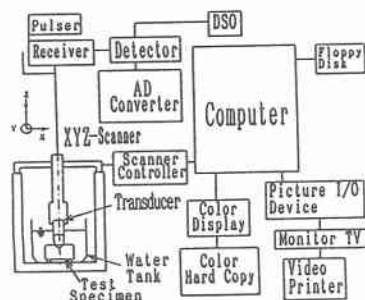 Pulser
Receiver
Detector
DSO
AD
Converter
Computer
Floppy
Disk
Z
Y
X
XYZ-Scanner
Scanner
Controller
Transducer
Color
Display
Picture I/O
Device
Water
Tank
Test
Specimen
Color
Hard Copy
Monitor TV
Video
Printer